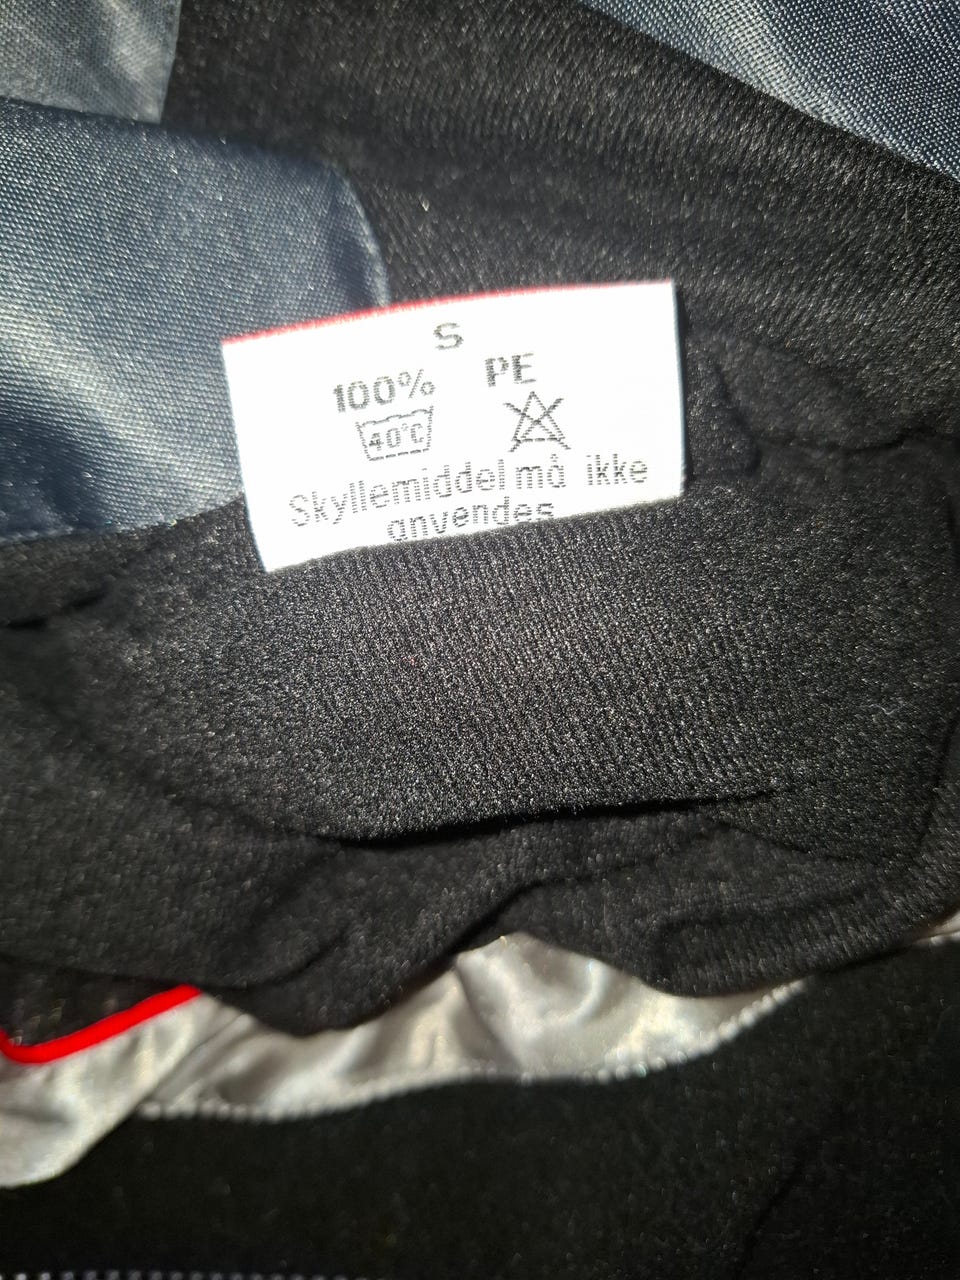 S
100% PE
40°C
Skyllemiddel må ikke
anvendes